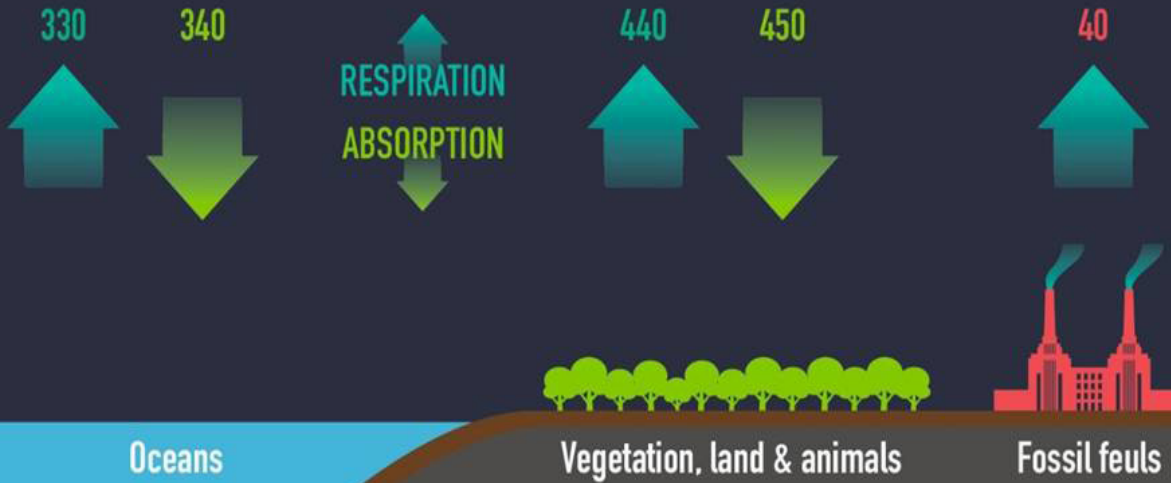 330 340 440 450 40
RESPIRATION
ABSORPTION
Oceans Vegetation, land & animals Fossil feuls